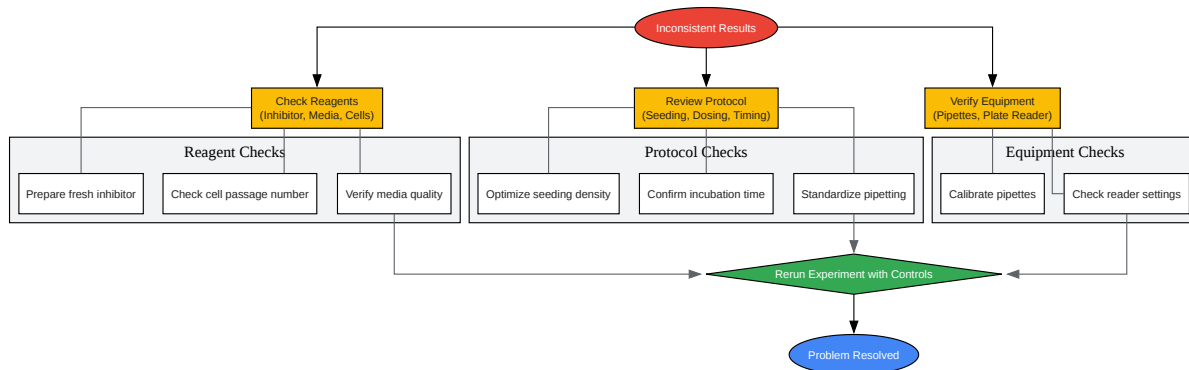 Inconsistent Results
Check Reagents
(Inhibitor, Media, Cells)
Review Protocol
(Seeding, Dosing, Timing)
Verify Equipment
(Pipettes, Plate Reader)
Reagent Checks
Protocol Checks
Equipment Checks
Prepare fresh inhibitor
Check cell passage number
Verify media quality
Optimize seeding density
Confirm incubation time
Standardize pipetting
Calibrate pipettes
Check reader settings
Rerun Experiment with Controls
Problem Resolved